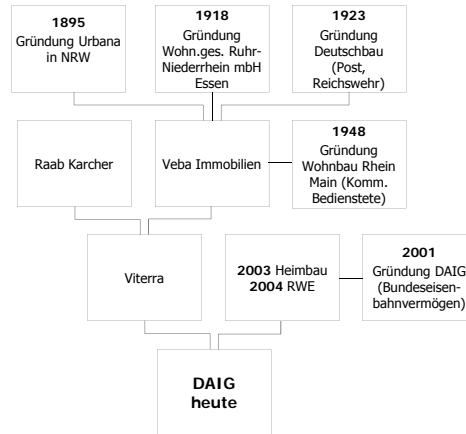 1895
Gründung Urbana
in NRW
1918
Gründung
Wohn.ges. Ruhr-
Niederrhein mbH
Essen
1923
Gründung
Deutschbau
(Post,
Reichswehr)
Raab Karcher
Veba Immobilien
1948
Gründung
Wohnbau Rhein
Main (Komm.
Bedienstete)
Viterra
2003 Heimbau
2004 RWE
2001
Gründung DAIG
(Bundeseisen-
bahnvermögen)
DAIG
heute